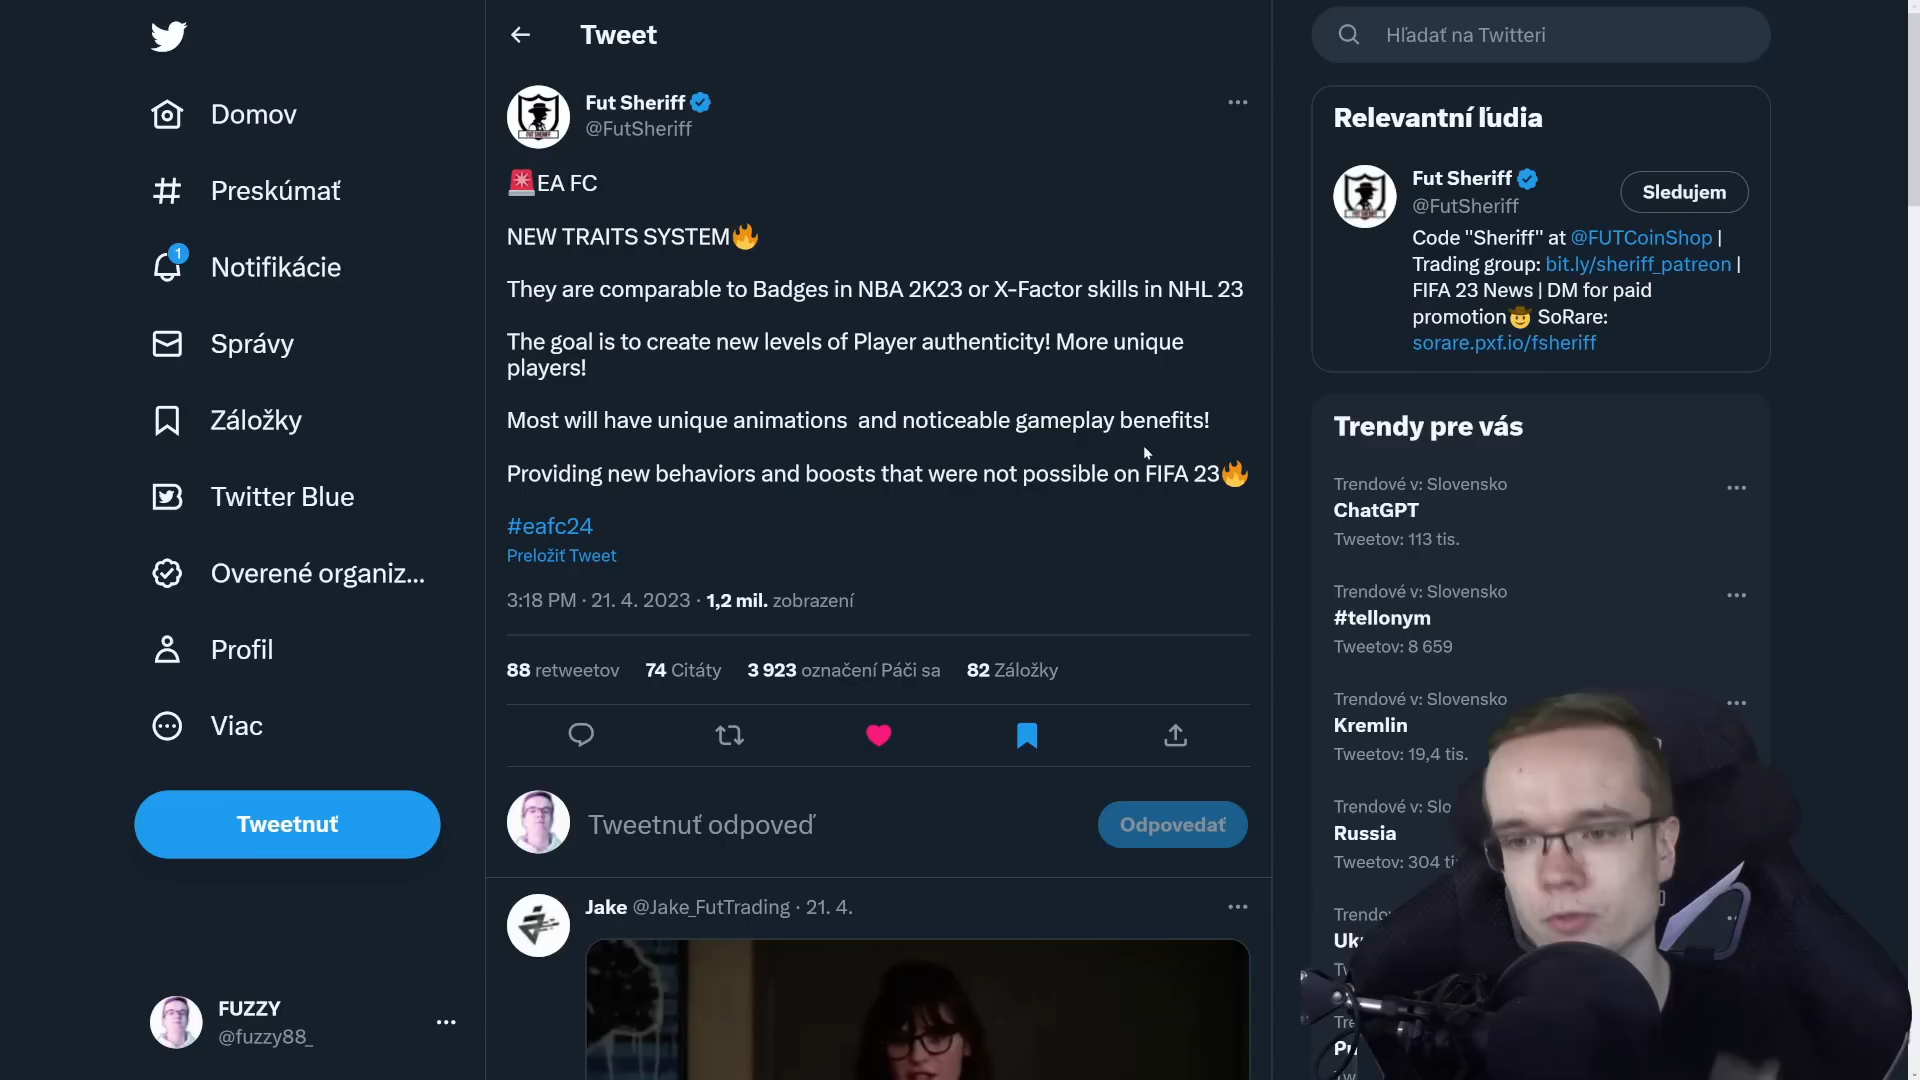 Domov
Preskúmať
1
Notifikácie
Správy
Záložky
Twitter Blue
Overené organiz...
Profil
Viac
Tweetnuť
FUZZY
@fuzzy88_
Tweet
Fut Sheriff
@FutSheriff
🚨EA FC
NEW TRAITS SYSTEM🔥
They are comparable to Badges in NBA 2K23 or X-Factor skills in NHL 23
The goal is to create new levels of Player authenticity! More unique
players!
Most will have unique animations  and noticeable gameplay benefits!
Providing new behaviors and boosts that were not possible on FIFA 23🔥
#eafc24
Preložiť Tweet
3:18 PM · 21. 4. 2023 · 1,2 mil. zobrazení
88 retweetov 74 Citáty 3 923 označení Páči sa 82 Záložky
Tweetnuť odpoveď
Odpovedať
Jake @Jake_FutTrading · 21. 4.
Hľadať na Twitteri
Relevantní ľudia
Fut Sheriff
@FutSheriff
Sledujem
Code "Sheriff" at @FUTCoinShop |
Trading group: bit.ly/sheriff_patreon |
FIFA 23 News | DM for paid
promotion🤠 SoRare:
sorare.pxf.io/fsheriff
Trendy pre vás
Trendové v: Slovensko
ChatGPT
Tweetov: 113 tis.
Trendové v: Slovensko
#tellonym
Tweetov: 8 659
Trendové v: Slovensko
Kremlin
Tweetov: 19,4 tis.
Trendové v: Slo
Russia
Tweetov: 304 ti
Trendo
Uk